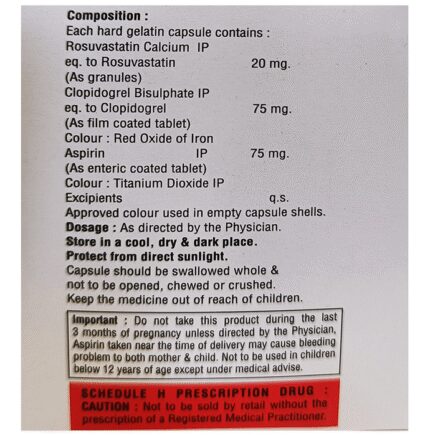 Composition :
Each hard gelatin capsule contains :
Rosuvastatin Calcium IP
eq. to Rosuvastatin 20 mg.
(As granules)
Clopidogrel Bisulphate IP
eq. to Clopidogrel 75 mg.
(As film coated tablet)
Colour : Red Oxide of Iron
Aspirin IP 75 mg.
(As enteric coated tablet)
Colour : Titanium Dioxide IP
Excipients q.s.
Approved colour used in empty capsule shells.
Dosage : As directed by the Physician.
Store in a cool, dry & dark place.
Protect from direct sunlight.
Capsule should be swallowed whole &
not to be opened, chewed or crushed.
Keep the medicine out of reach of children.
Important : Do not take this product during the last
3 months of pregnancy unless directed by the Physician,
Aspirin taken near the time of delivery may cause bleeding
problem to both mother & child. Not to be used in children
below 12 years of age except under medical advise.
SCHEDULE H PRESCRIPTION DRUG :
CAUTION : Not to be sold by retail without the
prescription of a Registered Medical Practitioner.